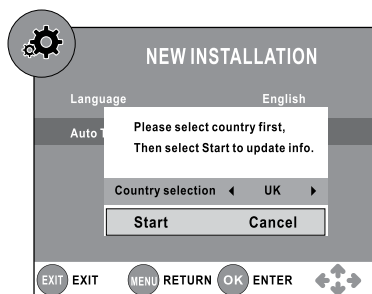 NEW INSTALLATION
Language English
Auto T
Please select country first,
Then select Start to update info.
Country selection UK
Start Cancel
EXIT EXIT MENU RETURN OK ENTER